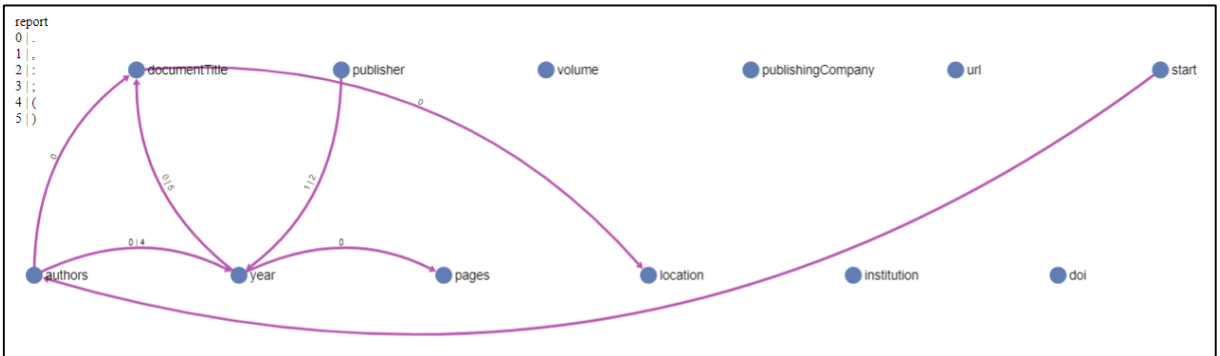 report
0 | .
1 | ,
2 | :
3 | ;
4 | (
5 | )
documentTitle
publisher
volume
publishingCompany
url
start
0
0
0 | 5
1 | 2
0 | 4
0
authors
year
pages
location
institution
doi